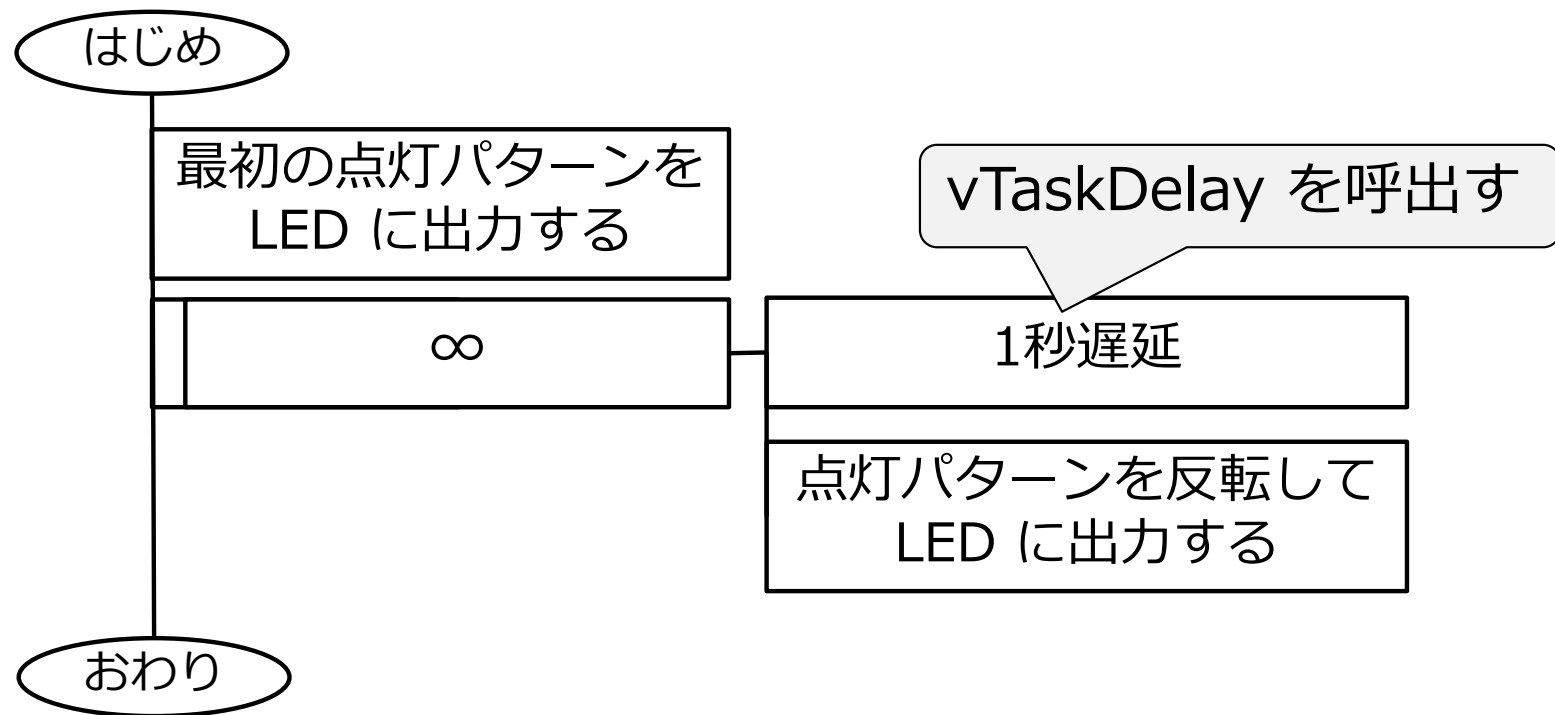 はじめ
最初の点灯パターンを
LED に出力する
vTaskDelay を呼出す
∞
1秒遅延
点灯パターンを反転して
LED に出力する
おわり